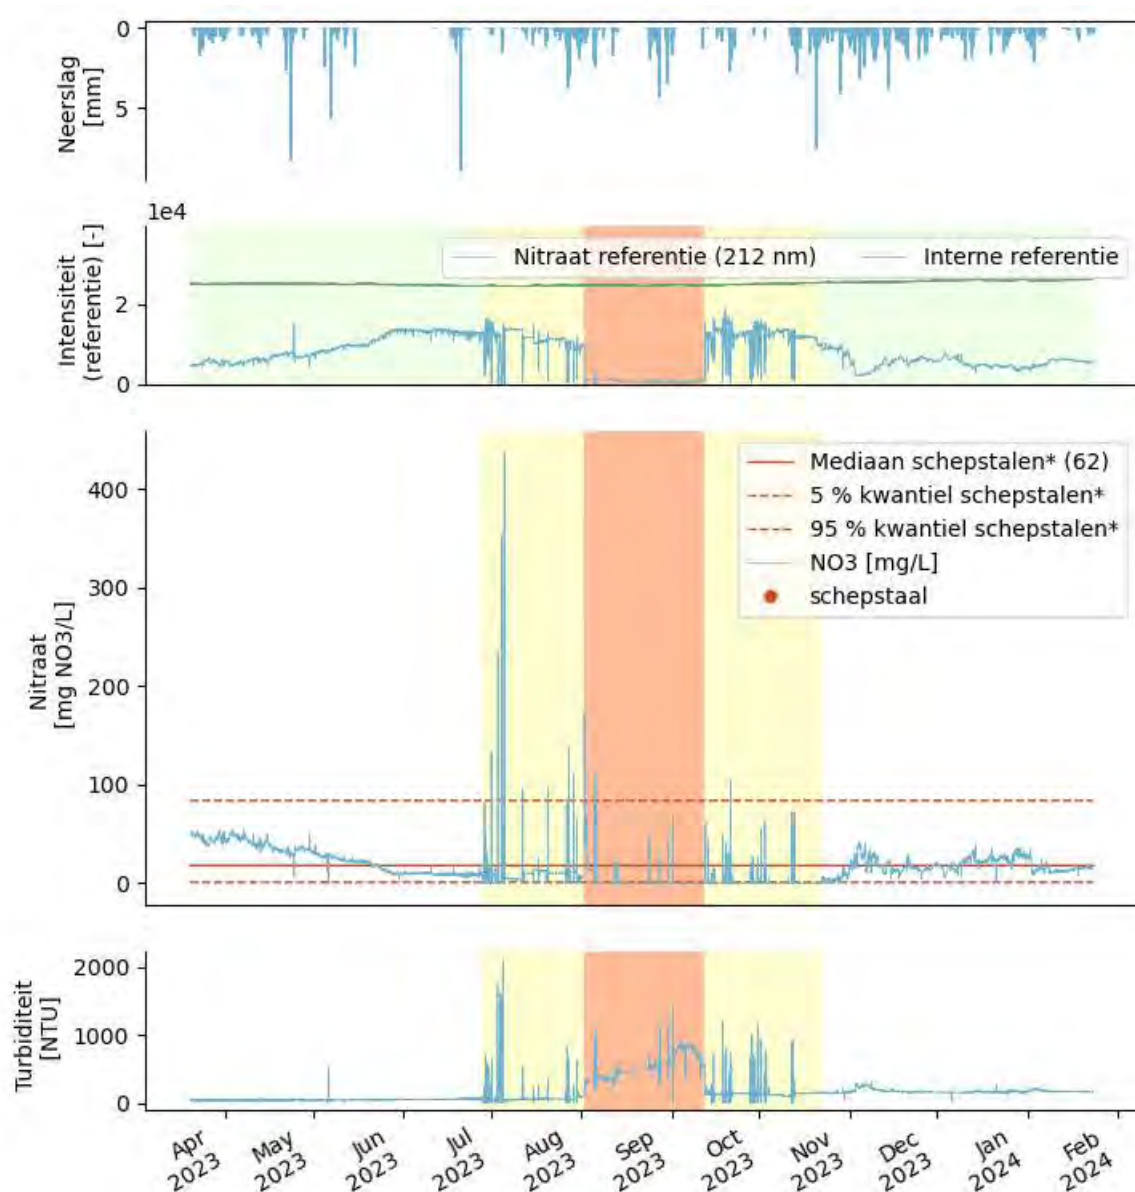 0
5
Neerslag
[mm]
1e4
2
0
Intensiteit
(referentie) [-]
Nitraat referentie (212 nm)
Interne referentie
400
300
200
100
0
Nitraat
[mg NO3/L]
Mediaan schepstalen* (62)
5 % kwantiel schepstalen*
95 % kwantiel schepstalen*
NO3 [mg/L]
schepstaal
2000
1000
0
Turbiditeit
[NTU]
Apr
2023
May
2023
Jun
2023
Jul
2023
Aug
2023
Sep
2023
Oct
2023
Nov
2023
Dec
2023
Jan
2024
Feb
2024